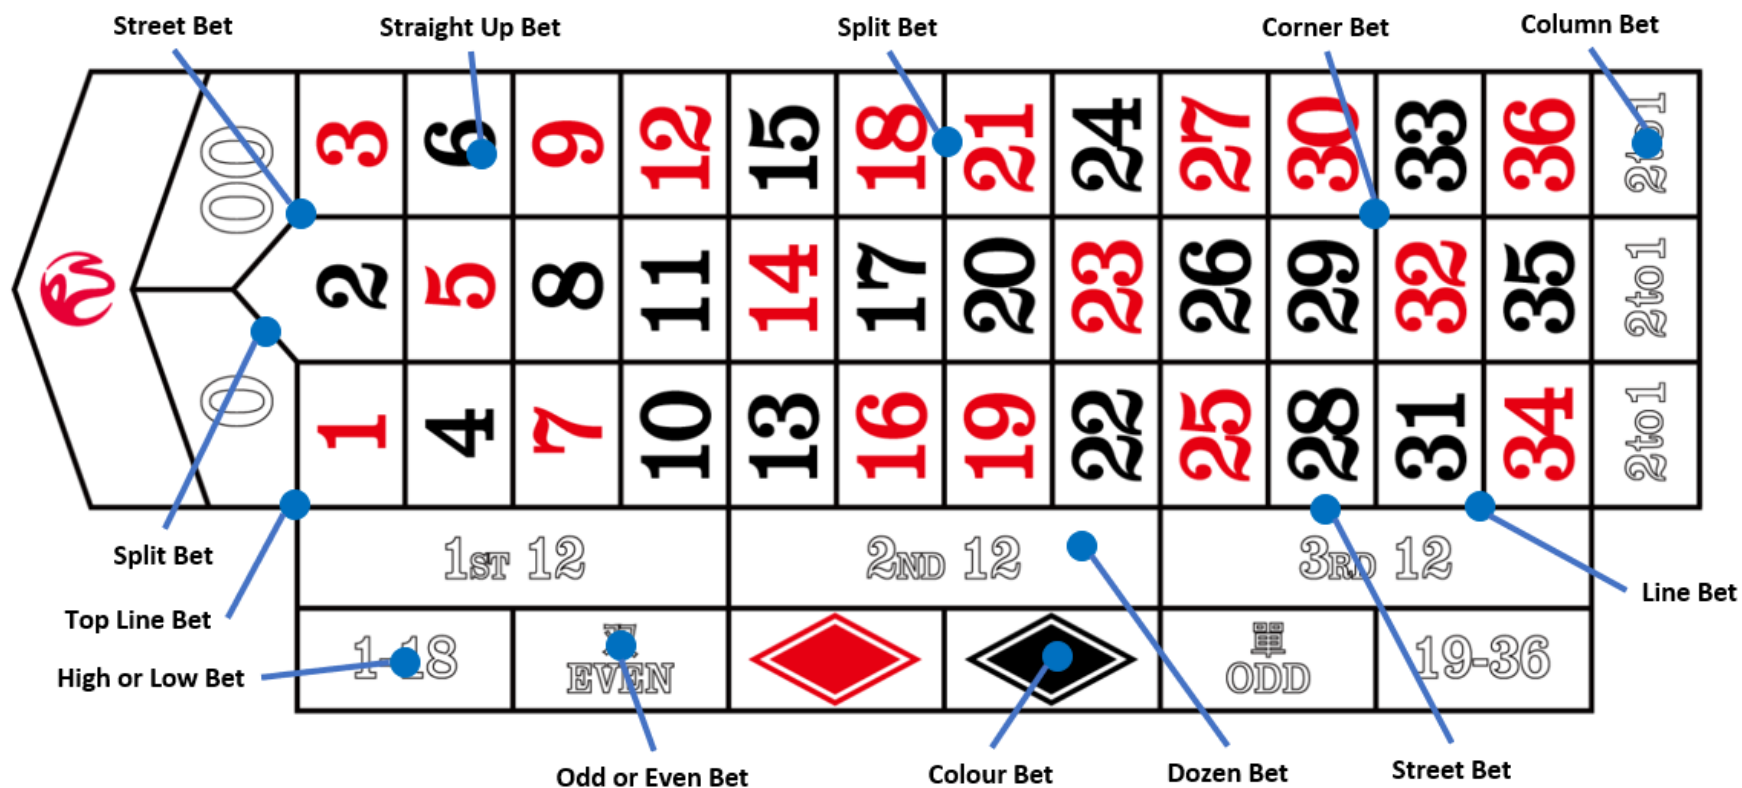 Street Bet
Straight Up Bet
Split Bet
Corner Bet
Column Bet
00
3 6 9 12 15 18 21 24 27 30 33 36 2to1
2 5 8 11 14 17 20 23 26 29 32 35 2to1
0
1 4 7 10 13 16 19 22 25 28 31 34 2to1
1ST 12
2ND 12
3RD 12
1-18
EVEN
單
ODD
19-36
Split Bet
Top Line Bet
High or Low Bet
Line Bet
Odd or Even Bet
Colour Bet
Dozen Bet
Street Bet